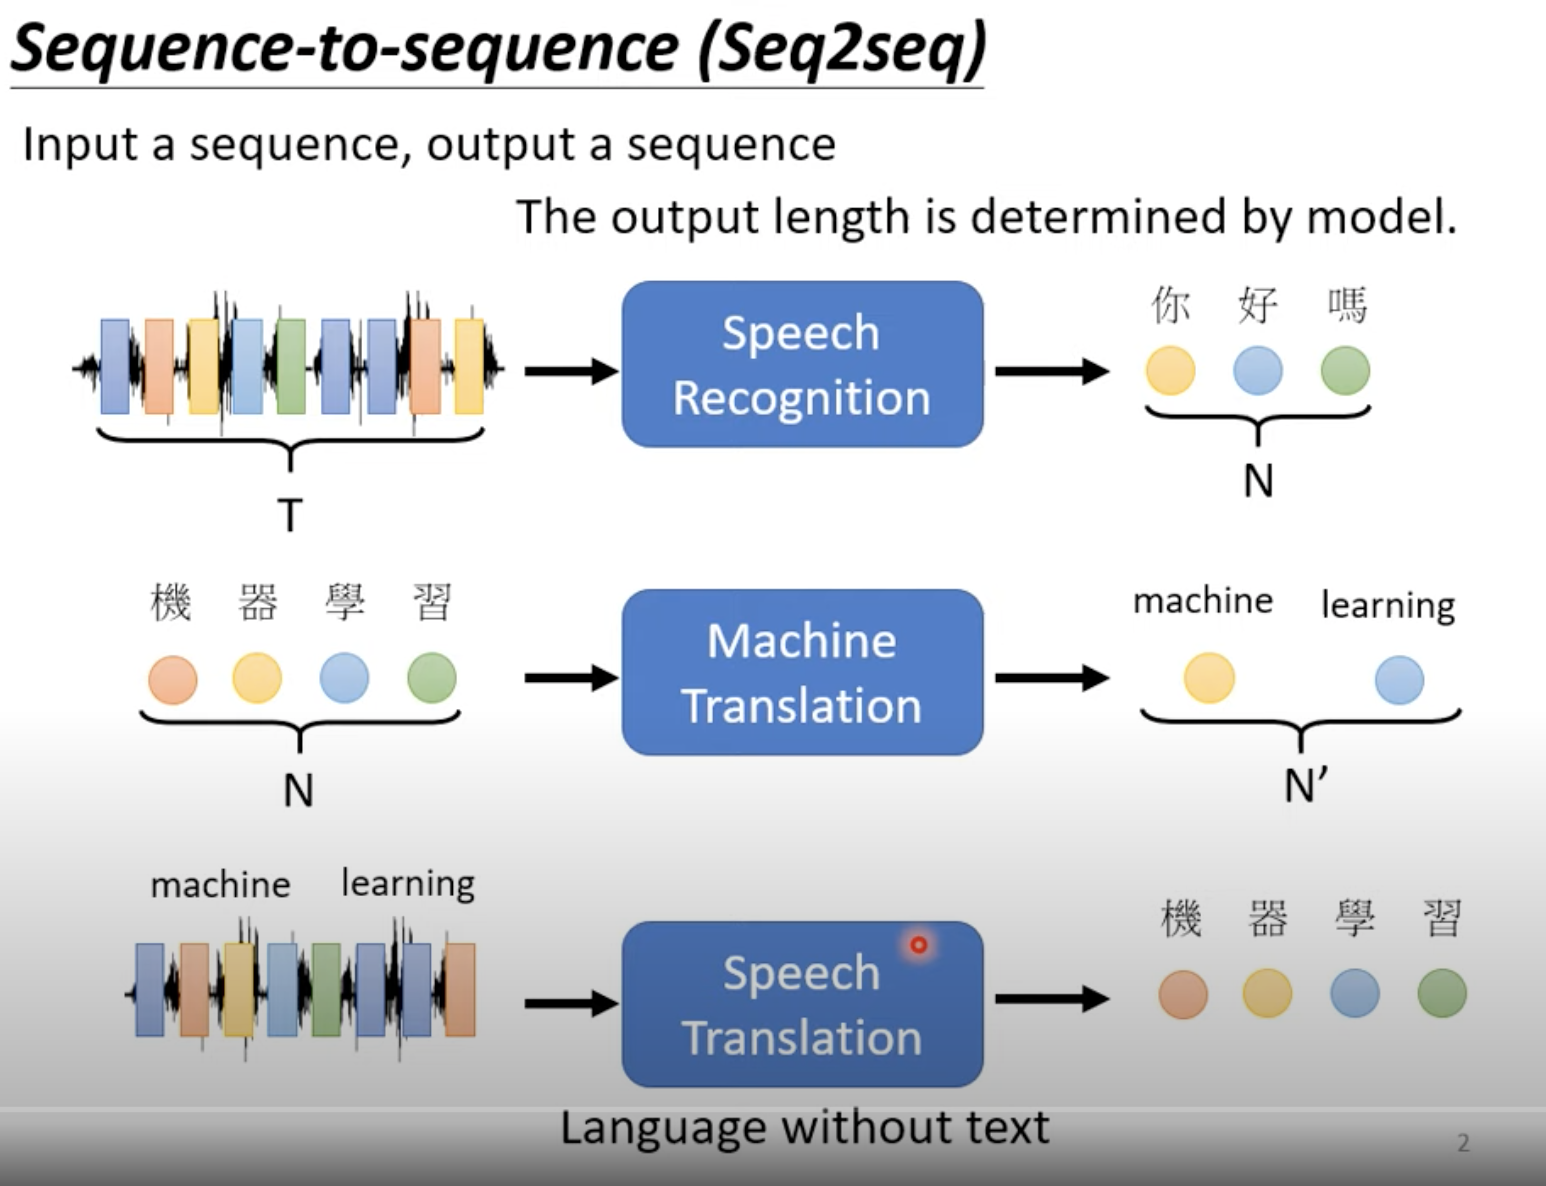 Sequence-to-sequence (Seq2seq)
Input a sequence, output a sequence
The output length is determined by model.
你 好 嗎
Speech
Recognition
T
N
機 器 學 習
machine learning
Machine
Translation
N
N’
machine learning
機 器 學 習
Speech
Translation
Language without text
2